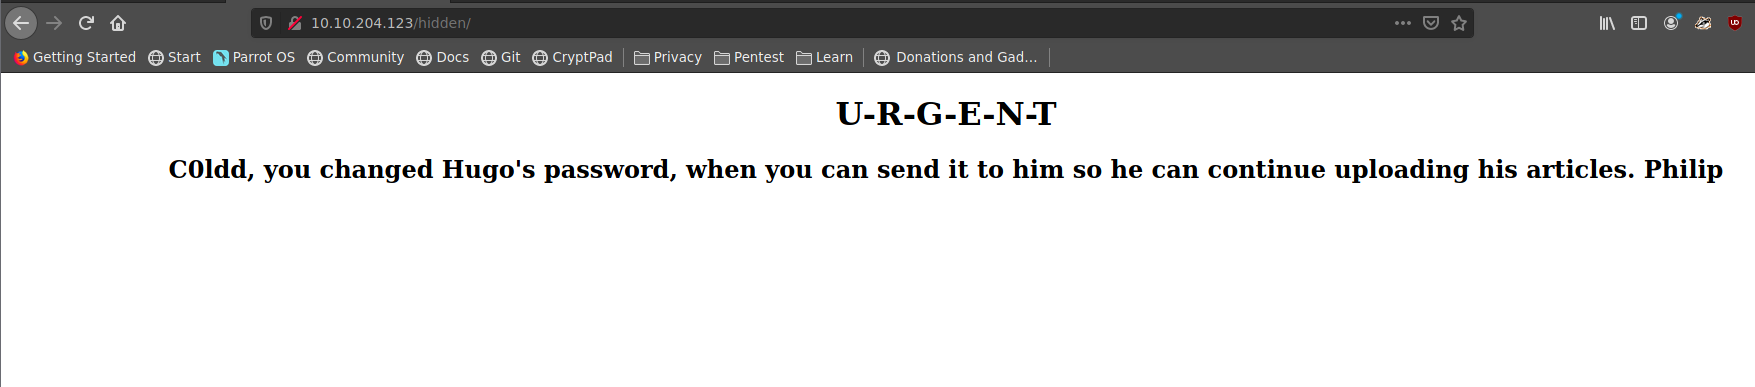 10.10.204.123/hidden/
Getting Started Start Parrot OS Community Docs Git CryptPad Privacy Pentest Learn Donations and Gad...
U-R-G-E-N-T
C0ldd, you changed Hugo's password, when you can send it to him so he can continue uploading his articles. Philip